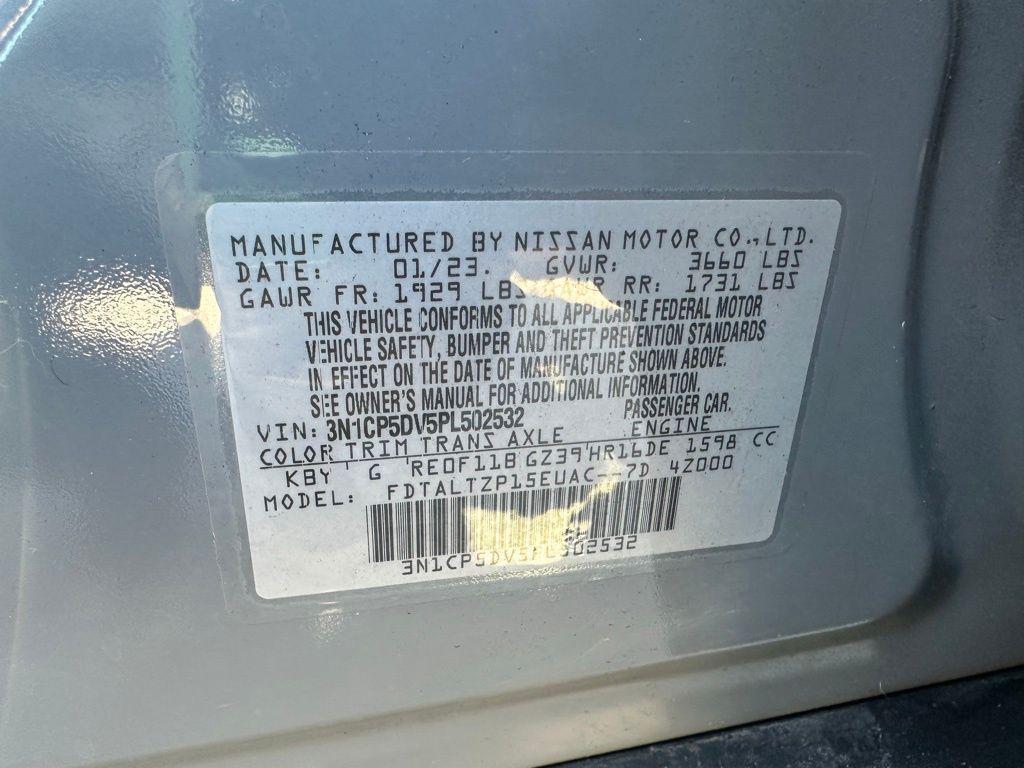 MANUFACTURED BY NISSAN MOTOR CO., LTD.
DATE: 01/23. GVWR: 3660 LBS
GAWR FR: 1929 LBS GAWR RR: 1731 LBS
THIS VEHICLE CONFORMS TO ALL APPLICABLE FEDERAL MOTOR
VEHICLE SAFETY, BUMPER AND THEFT PREVENTION STANDARDS
IN EFFECT ON THE DATE OF MANUFACTURE SHOWN ABOVE.
SEE OWNER'S MANUAL FOR ADDITIONAL INFORMATION.
VIN: 3N1CP5DV5PL502532 PASSENGER CAR.
COLOR TRIM TRANS AXLE ENGINE
KBY G RE0F11B GZ39 HR16DE 1598 CC
MODEL: FDTALTZP15EUAC--7D 4Z000
3N1CP5DV5PL502532